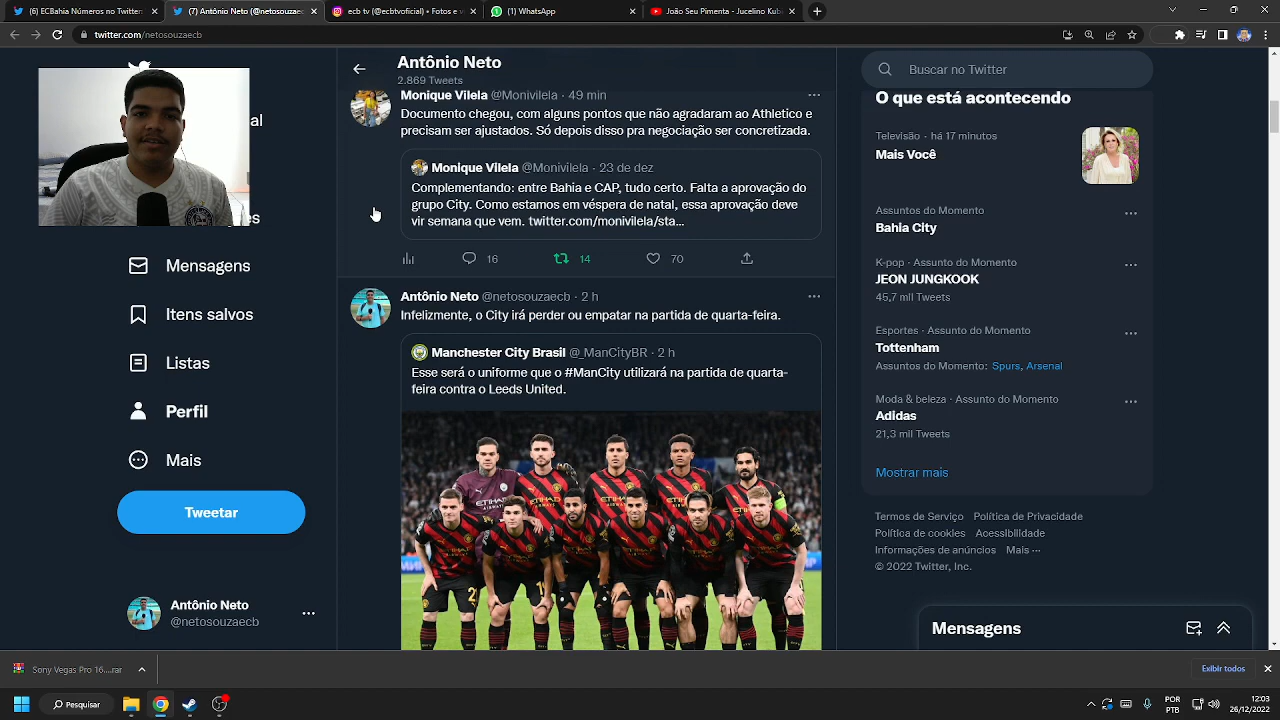 (6) ECBahia Números no Twitter:
(7) Antônio Neto (@netosouzaecb)
ecb tv (@ecbtvoficial) • Fotos e v
(1) WhatsApp
João Seu Pimenta - Jucelino Kub
twitter.com/netosouzaecb
Antônio Neto
2.869 Tweets
Buscar no Twitter
Monique Vilela @Monivilela · 49 min
Documento chegou, com alguns pontos que não agradaram ao Athletico e
precisam ser ajustados. Só depois disso pra negociação ser concretizada.
Monique Vilela @Monivilela · 23 de dez
Complementando: entre Bahia e CAP, tudo certo. Falta a aprovação do
grupo City. Como estamos em véspera de natal, essa aprovação deve
vir semana que vem. twitter.com/monivilela/sta...
16
14
70
Antônio Neto @netosouzaecb · 2 h
Infelizmente, o City irá perder ou empatar na partida de quarta-feira.
Manchester City Brasil @_ManCityBR · 2 h
Esse será o uniforme que o #ManCity utilizará na partida de quarta-
feira contra o Leeds United.
al
es
Mensagens
Itens salvos
Listas
Perfil
Mais
Tweetar
Antônio Neto
@netosouzaecb
O que está acontecendo
Televisão · há 17 minutos
Mais Você
Assuntos do Momento
Bahia City
K-pop · Assunto do Momento
JEON JUNGKOOK
45,7 mil Tweets
Esportes · Assunto do Momento
Tottenham
Assuntos do Momento: Spurs, Arsenal
Moda & beleza · Assunto do Momento
Adidas
21,3 mil Tweets
Mostrar mais
Termos de Serviço Política de Privacidade
Política de cookies Acessibilidade
Informações de anúncios Mais ···
© 2022 Twitter, Inc.
Mensagens
Sony Vegas Pro 16....rar
Exibir todos
Pesquisar
POR
PTB
12:03
26/12/2022